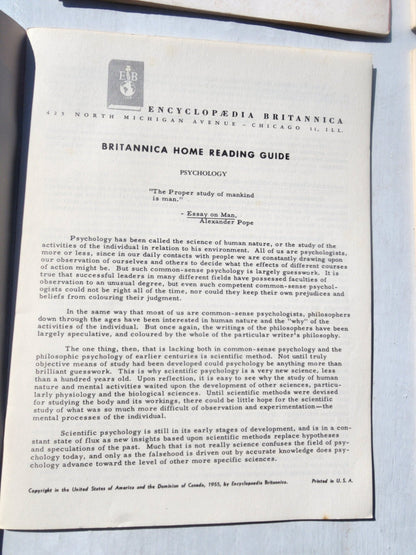 EB
ENCYCLOPÆDIA BRITANNICA
425 NORTH MICHIGAN AVENUE - CHICAGO 11, ILL.
BRITANNICA HOME READING GUIDE
PSYCHOLOGY
"The Proper study of mankind
is man."
- Essay on Man,
Alexander Pope
Psychology has been called the science of human nature, or the study of the
activities of the individual in relation to his environment. All of us are psychologists,
more or less, since in our daily contacts with people we are constantly drawing upon
our observation of ourselves and others to decide what the effects of different courses
of action might be. But such common-sense psychology is largely guesswork. It is
true that successful leaders in many different fields have possessed faculties of
observation to an unusual degree, but even such competent common-sense psychol-
ogists could not be right all of the time, nor could they keep their own prejudices and
beliefs from colouring their judgment.
In the same way that most of us are common-sense psychologists, philosophers
down through the ages have been interested in human nature and the "why" of the
activities of the individual. But once again, the writings of the philosophers have been
largely speculative, and coloured by the whole of the particular writer's philosophy.
The one thing, then, that is lacking both in common-sense psychology and the
philosophic psychology of earlier centuries is scientific method. Not until truly
objective means of study had been developed could psychology be anything more than
brilliant guesswork. This is why scientific psychology is a very new science, less
than a hundred years old. Upon reflection, it is easy to see why the study of human
nature and mental activities waited upon the development of other sciences, particu-
larly physiology and the biological sciences. Until scientific methods were devised
for studying the body and its workings, there could be little hope for the scientific
study of what was so much more difficult of observation and experimentation—the
mental processes of the individual.
Scientific psychology is still in its early stages of development, and is in a con-
stant state of flux as new insights based upon scientific methods replace hypotheses
and speculations of the past. Much that is not really science confuses the field of psy-
chology today, and only as the falsehood is driven out by accurate knowledge does psy-
chology advance toward the level of other more specific sciences.
Copyright in the United States of America and the Dominion of Canada, 1955, by Encyclopædia Britannica. Printed in U. S. A.